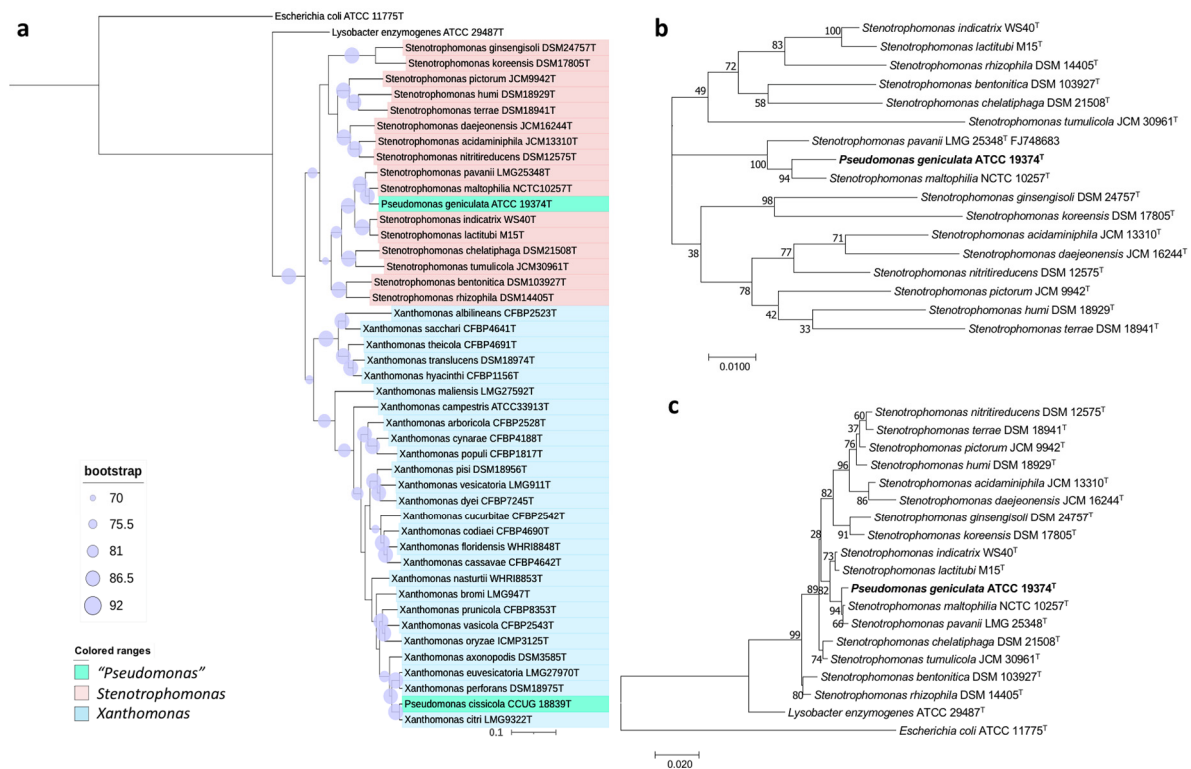 a
Escherichia coli ATCC 11775T
Lysobacter enzymogenes ATCC 29487T
Stenotrophomonas ginsengisoli DSM24757T
Stenotrophomonas koreensis DSM17805T
Stenotrophomonas pictorum JCM9942T
Stenotrophomonas humi DSM18929T
Stenotrophomonas terrae DSM18941T
Stenotrophomonas daejeonensis JCM16244T
Stenotrophomonas acidaminiphila JCM13310T
Stenotrophomonas nitritireducens DSM12575T
Stenotrophomonas pavanii LMG25348T
Stenotrophomonas maltophilia NCTC10257T
Pseudomonas geniculata ATCC 19374T
Stenotrophomonas indicatrix WS40T
Stenotrophomonas lactitubi M15T
Stenotrophomonas chelatiphaga DSM21508T
Stenotrophomonas tumulicola JCM30961T
Stenotrophomonas bentonitica DSM103927T
Stenotrophomonas rhizophila DSM14405T
Xanthomonas albilineans CFBP2523T
Xanthomonas sacchari CFBP4641T
Xanthomonas theicola CFBP4691T
Xanthomonas translucens DSM18974T
Xanthomonas hyacinthi CFBP1156T
Xanthomonas maliensis LMG27592T
Xanthomonas campestris ATCC33913T
Xanthomonas arboricola CFBP2528T
Xanthomonas cynarae CFBP4188T
Xanthomonas populi CFBP1817T
Xanthomonas pisi DSM18956T
Xanthomonas vesicatoria LMG911T
Xanthomonas dyei CFBP7245T
Xanthomonas cucurbitae CFBP2542T
Xanthomonas codiaei CFBP4690T
Xanthomonas floridensis WHRI8848T
Xanthomonas cassavae CFBP4642T
Xanthomonas nasturtii WHRI8853T
Xanthomonas bromi LMG947T
Xanthomonas prunicola CFBP8353T
Xanthomonas vasicola CFBP2543T
Xanthomonas oryzae ICMP3125T
Xanthomonas axonopodis DSM3585T
Xanthomonas euvesicatoria LMG27970T
Xanthomonas perforans DSM18975T
Pseudomonas cissicola CCUG 18839T
Xanthomonas citri LMG9322T
0.1
bootstrap
70
75.5
81
86.5
92
Colored ranges
“Pseudomonas”
Stenotrophomonas
Xanthomonas
b
100 Stenotrophomonas indicatrix WS40ᵀ
83 Stenotrophomonas lactitubi M15ᵀ
72 Stenotrophomonas rhizophila DSM 14405ᵀ
Stenotrophomonas bentonitica DSM 103927ᵀ
49 58 Stenotrophomonas chelatiphaga DSM 21508ᵀ
Stenotrophomonas tumulicola JCM 30961ᵀ
Stenotrophomonas pavanii LMG 25348ᵀ FJ748683
100 Pseudomonas geniculata ATCC 19374ᵀ
94 Stenotrophomonas maltophilia NCTC 10257ᵀ
98 Stenotrophomonas ginsengisoli DSM 24757ᵀ
Stenotrophomonas koreensis DSM 17805ᵀ
71 Stenotrophomonas acidaminiphila JCM 13310ᵀ
38 77 Stenotrophomonas daejeonensis JCM 16244ᵀ
Stenotrophomonas nitritireducens DSM 12575ᵀ
78 Stenotrophomonas pictorum JCM 9942ᵀ
42 Stenotrophomonas humi DSM 18929ᵀ
33 Stenotrophomonas terrae DSM 18941ᵀ
0.0100
c
60 Stenotrophomonas nitritireducens DSM 12575ᵀ
37 Stenotrophomonas terrae DSM 18941ᵀ
76 Stenotrophomonas pictorum JCM 9942ᵀ
96 Stenotrophomonas humi DSM 18929ᵀ
Stenotrophomonas acidaminiphila JCM 13310ᵀ
82 86 Stenotrophomonas daejeonensis JCM 16244ᵀ
Stenotrophomonas ginsengisoli DSM 24757ᵀ
28 91 Stenotrophomonas koreensis DSM 17805ᵀ
73 Stenotrophomonas indicatrix WS40ᵀ
Stenotrophomonas lactitubi M15ᵀ
89 82 Pseudomonas geniculata ATCC 19374ᵀ
94 Stenotrophomonas maltophilia NCTC 10257ᵀ
66 Stenotrophomonas pavanii LMG 25348ᵀ
99 Stenotrophomonas chelatiphaga DSM 21508ᵀ
74 Stenotrophomonas tumulicola JCM 30961ᵀ
Stenotrophomonas bentonitica DSM 103927ᵀ
80 Stenotrophomonas rhizophila DSM 14405ᵀ
Lysobacter enzymogenes ATCC 29487ᵀ
Escherichia coli ATCC 11775ᵀ
0.020